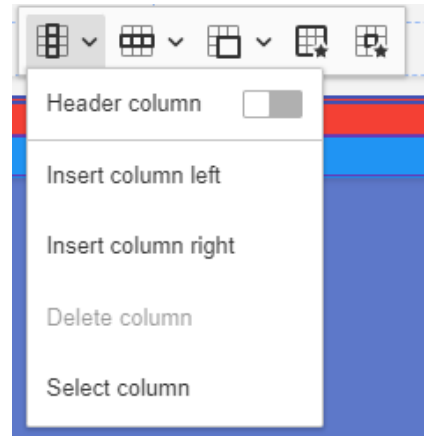 Header column
Insert column left
Insert column right
Delete column
Select column